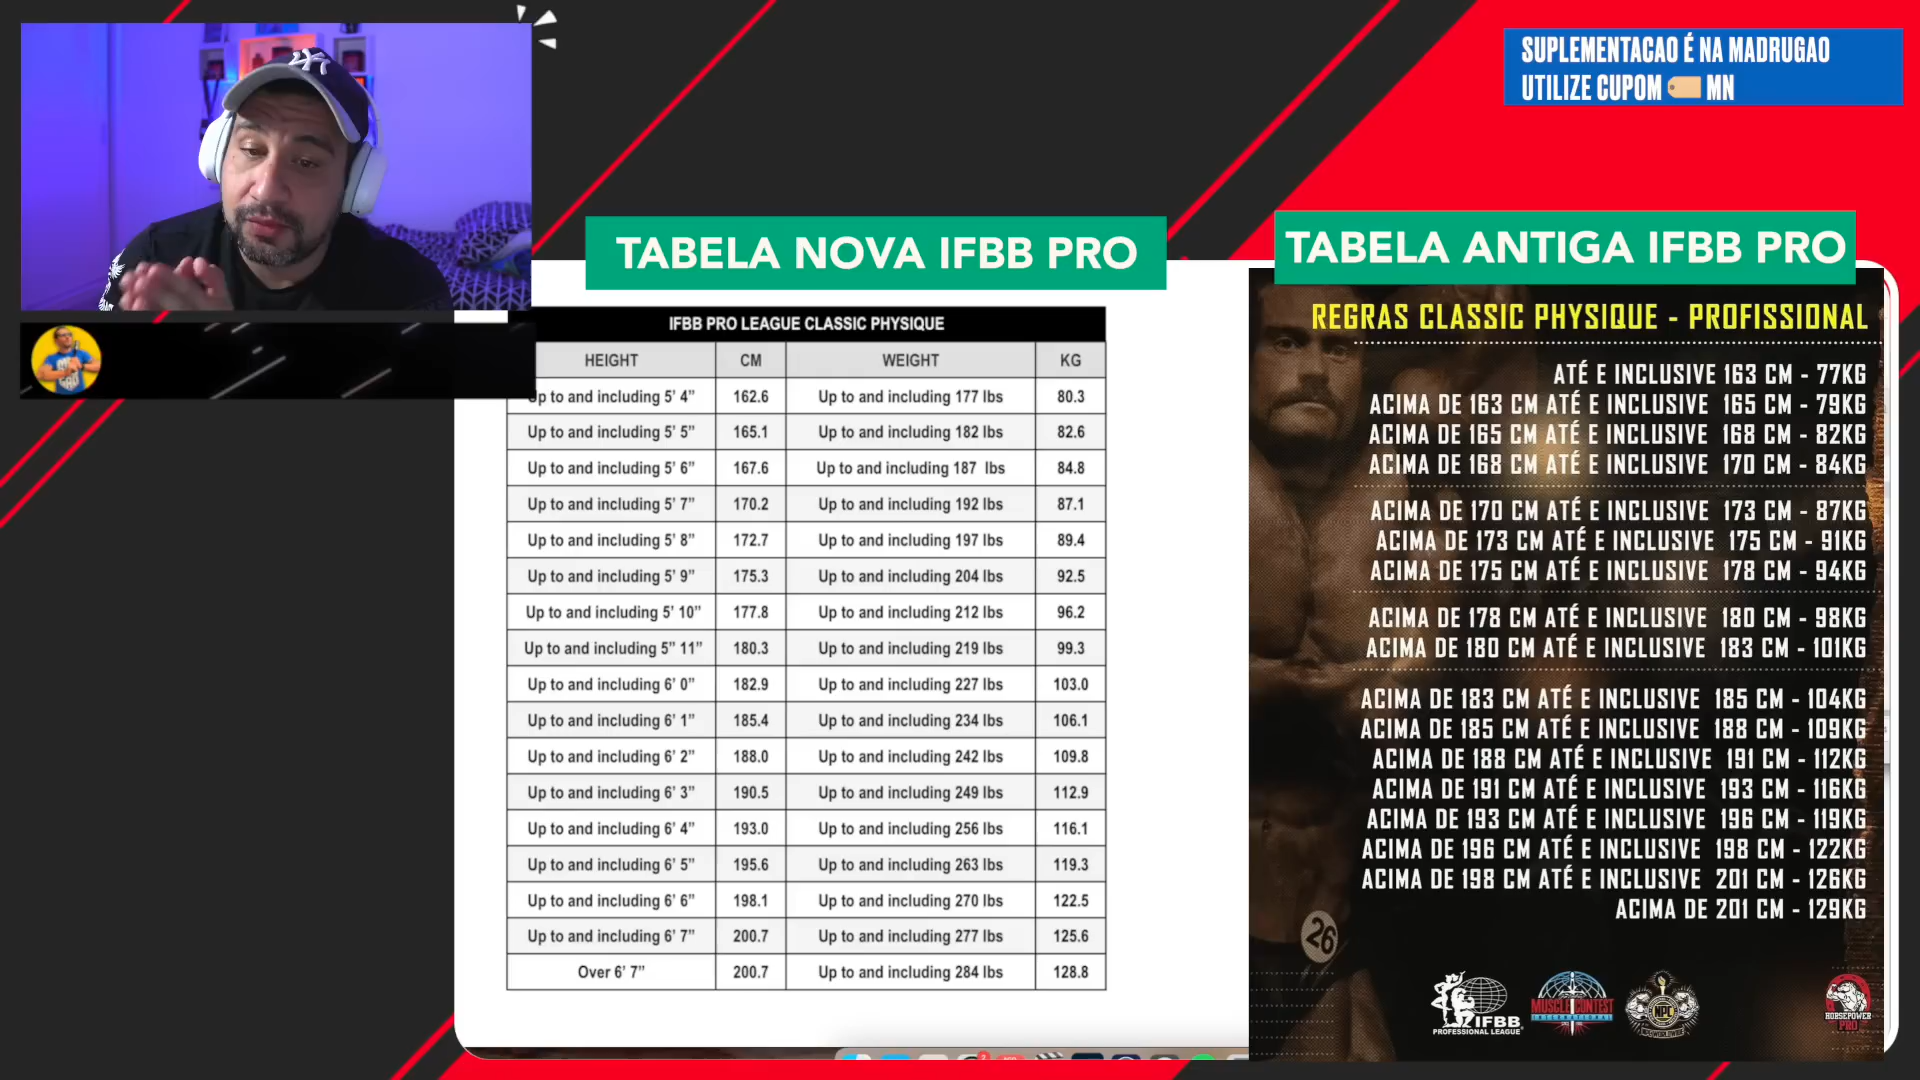 SUPLEMENTACAO É NA MADRUGAO
UTILIZE CUPOM MN
TABELA NOVA IFBB PRO
IFBB PRO LEAGUE CLASSIC PHYSIQUE
HEIGHT CM WEIGHT KG
Up to and including 5' 4" 162.6 Up to and including 177 lbs 80.3
Up to and including 5' 5" 165.1 Up to and including 182 lbs 82.6
Up to and including 5' 6" 167.6 Up to and including 187 lbs 84.8
Up to and including 5' 7" 170.2 Up to and including 192 lbs 87.1
Up to and including 5' 8" 172.7 Up to and including 197 lbs 89.4
Up to and including 5' 9" 175.3 Up to and including 204 lbs 92.5
Up to and including 5' 10" 177.8 Up to and including 212 lbs 96.2
Up to and including 5" 11" 180.3 Up to and including 219 lbs 99.3
Up to and including 6' 0" 182.9 Up to and including 227 lbs 103.0
Up to and including 6' 1" 185.4 Up to and including 234 lbs 106.1
Up to and including 6' 2" 188.0 Up to and including 242 lbs 109.8
Up to and including 6' 3" 190.5 Up to and including 249 lbs 112.9
Up to and including 6' 4" 193.0 Up to and including 256 lbs 116.1
Up to and including 6' 5" 195.6 Up to and including 263 lbs 119.3
Up to and including 6' 6" 198.1 Up to and including 270 lbs 122.5
Up to and including 6' 7" 200.7 Up to and including 277 lbs 125.6
Over 6' 7" 200.7 Up to and including 284 lbs 128.8
TABELA ANTIGA IFBB PRO
REGRAS CLASSIC PHYSIQUE - PROFISSIONAL
ATÉ E INCLUSIVE 163 CM - 77KG
ACIMA DE 163 CM ATÉ E INCLUSIVE 165 CM - 79KG
ACIMA DE 165 CM ATÉ E INCLUSIVE 168 CM - 82KG
ACIMA DE 168 CM ATÉ E INCLUSIVE 170 CM - 84KG
ACIMA DE 170 CM ATÉ E INCLUSIVE 173 CM - 87KG
ACIMA DE 173 CM ATÉ E INCLUSIVE 175 CM - 91KG
ACIMA DE 175 CM ATÉ E INCLUSIVE 178 CM - 94KG
ACIMA DE 178 CM ATÉ E INCLUSIVE 180 CM - 98KG
ACIMA DE 180 CM ATÉ E INCLUSIVE 183 CM - 101KG
ACIMA DE 183 CM ATÉ E INCLUSIVE 185 CM - 104KG
ACIMA DE 185 CM ATÉ E INCLUSIVE 188 CM - 109KG
ACIMA DE 188 CM ATÉ E INCLUSIVE 191 CM - 112KG
ACIMA DE 191 CM ATÉ E INCLUSIVE 193 CM - 116KG
ACIMA DE 193 CM ATÉ E INCLUSIVE 196 CM - 119KG
ACIMA DE 196 CM ATÉ E INCLUSIVE 198 CM - 122KG
ACIMA DE 198 CM ATÉ E INCLUSIVE 201 CM - 126KG
ACIMA DE 201 CM - 129KG
26
IFBB
PROFESSIONAL LEAGUE
MUSCLECONTEST
INTERNATIONAL
NPC
HORSEPOWER
PRO